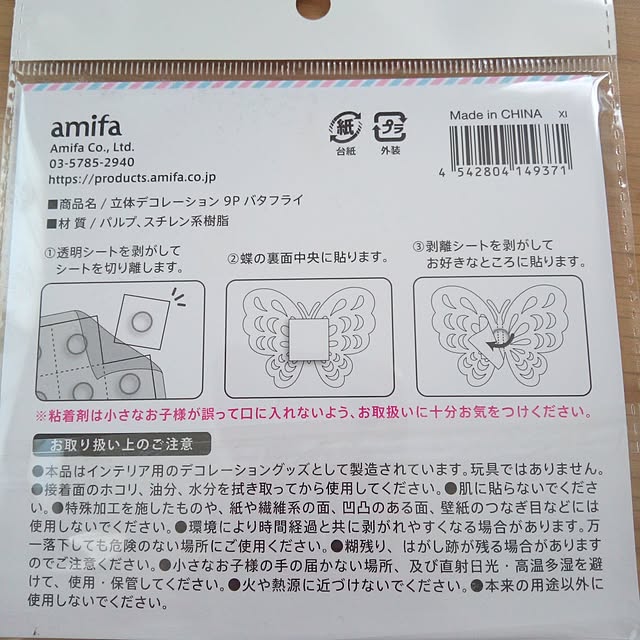 amifa
Amifa Co., Ltd.
03-5785-2940
https://products.amifa.co.jp
紙
台紙
プラ
外装
Made in CHINA XI
4 542804 149371
■商品名 / 立体デコレーション 9P バタフライ
■材 質 / パルプ、スチレン系樹脂
①透明シートを剥がして
シートを切り離します。
②蝶の裏面中央に貼ります。
③剥離シートを剥がして
お好きなところに貼ります。
※粘着剤は小さなお子様が誤って口に入れないよう、お取扱いに十分お気をつけください。
お取り扱い上のご注意
●本品はインテリア用のデコレーショングッズとして製造されています。玩具ではありません。
●接着面のホコリ、油分、水分を拭き取ってから使用してください。●肌に貼らないでくださ
い。●特殊加工を施したものや、紙や繊維系の面、凹凸のある面、壁紙のつなぎ目などには
使用しないでください。●環境により時間経過と共に剥がれやすくなる場合があります。万
一落下しても危険のない場所にご使用ください。●糊残り、はがし跡が残る場合があります
のでご注意ください。●小さなお子様の手の届かない場所、及び直射日光・高温多湿を避
けて、使用・保管してください。●火や熱源に近づけないでください。●本来の用途以外に
使用しないでください。